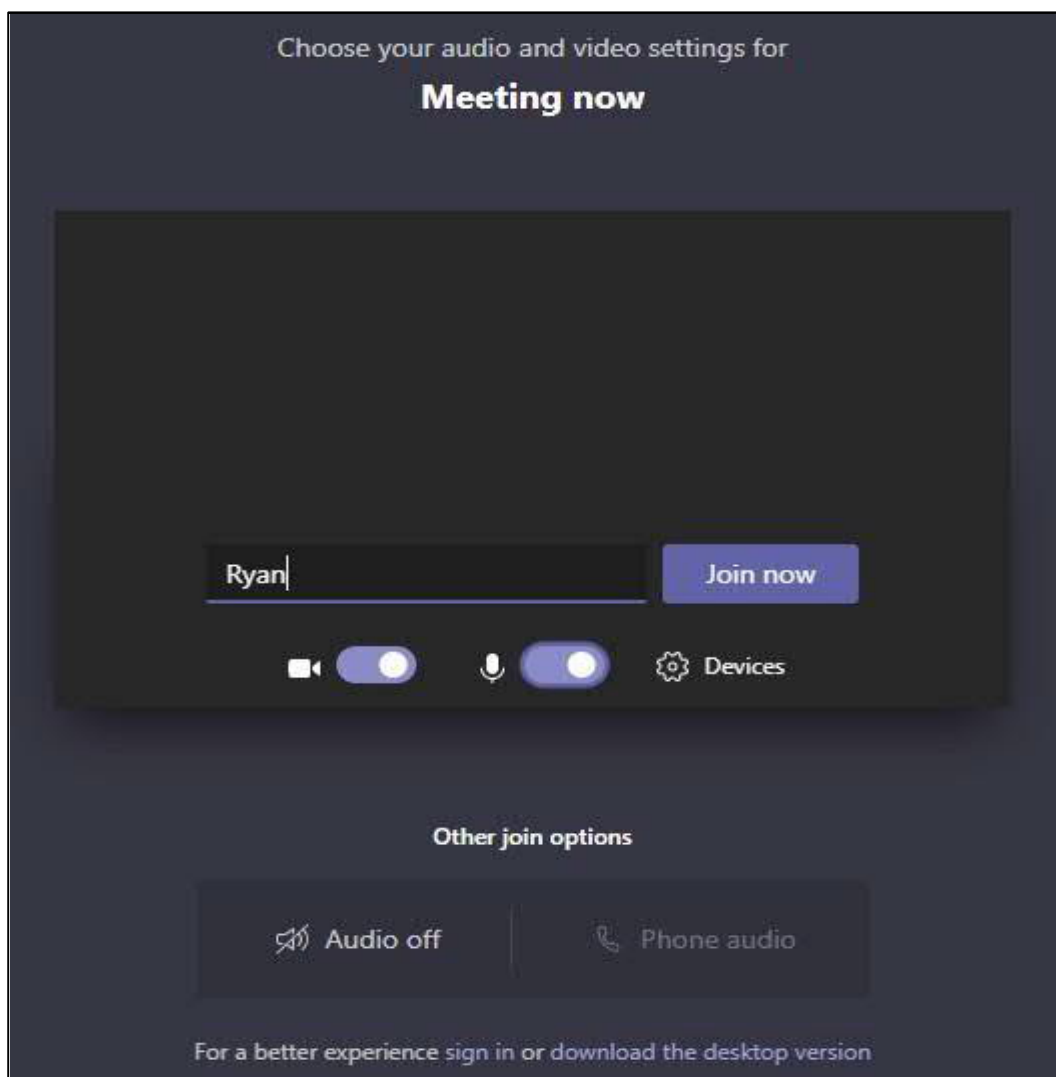 Choose your audio and video settings for
Meeting now
Ryan
Join now
Devices
Other join options
Audio off
Phone audio
For a better experience sign in or download the desktop version